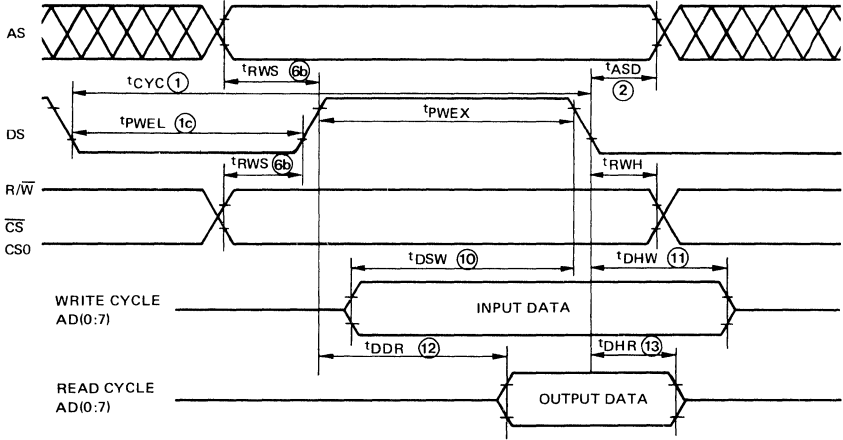 AS
tRWS 6b
tASD
2
tCYC 1
tPWEX
DS
tPWEL 1c
tRWS 6b
tRWH
R/W̅
C̅S̅
CS0
tDSW 10
tDHW 11
WRITE CYCLE
AD(0:7)
INPUT DATA
tDDR 12
tDHR 13
READ CYCLE
AD(0:7)
OUTPUT DATA